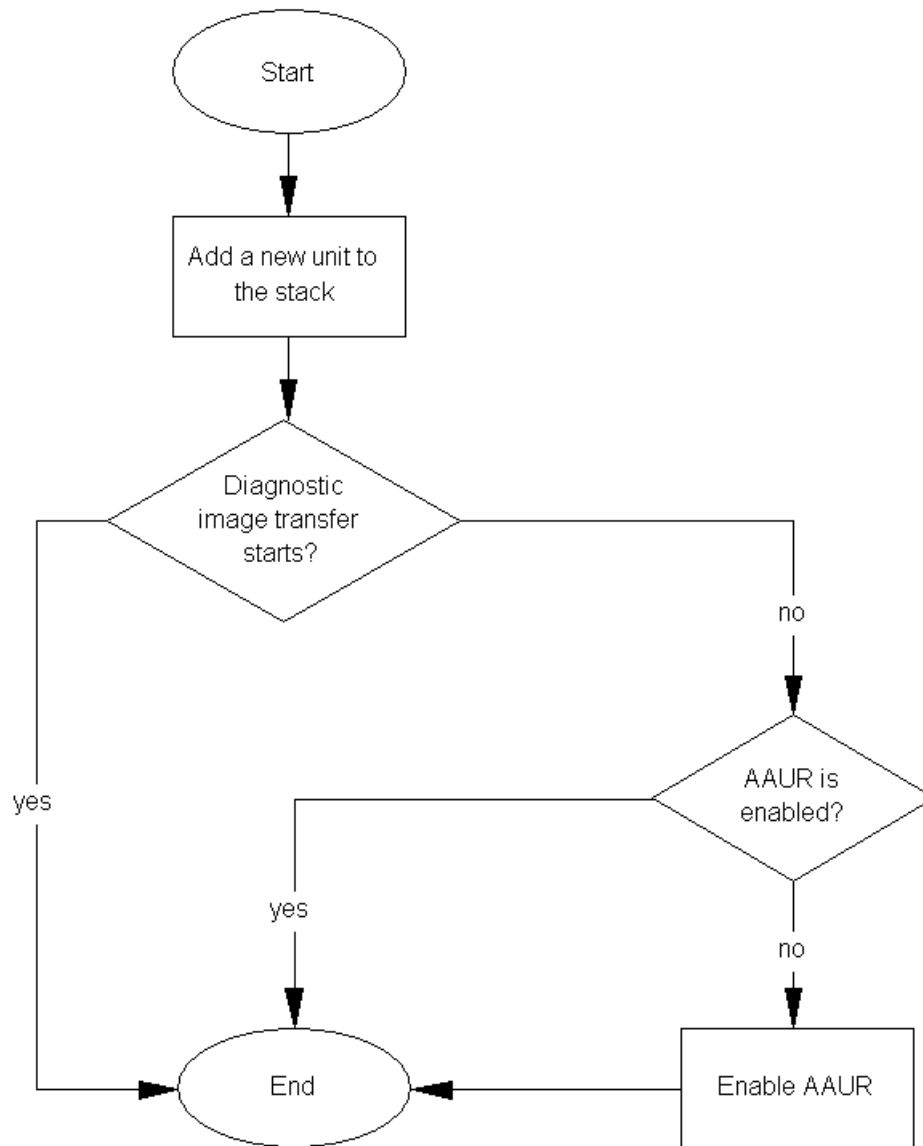 Start
Add a new unit to
the stack
Diagnostic
image transfer
starts?
no
AAUR is
enabled?
yes
yes
no
End
Enable AAUR